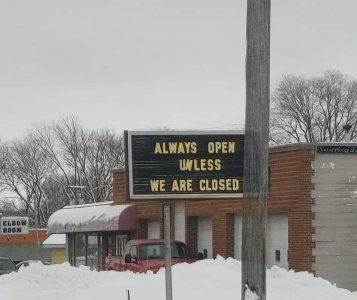 ALWAYS OPEN
UNLESS
WE ARE CLOSED
ELBOW
ROOM